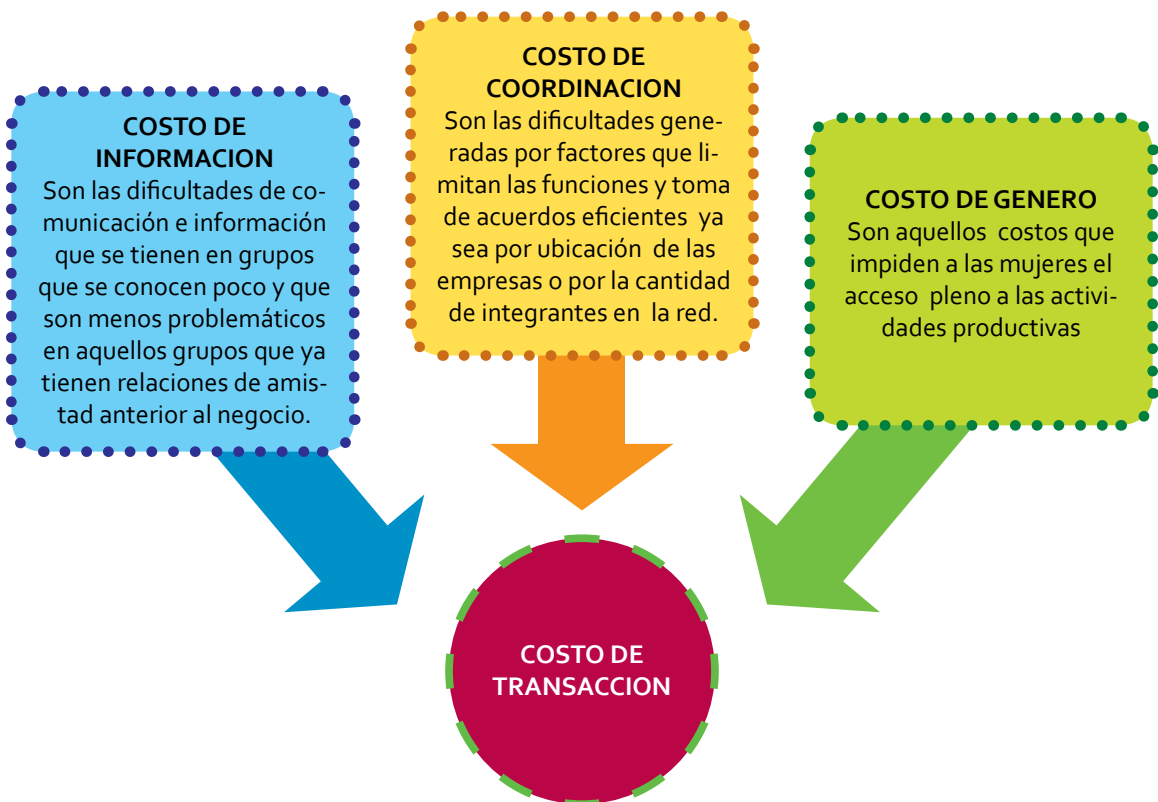 COSTO DE
INFORMACION
Son las dificultades de co-
municación e información
que se tienen en grupos
que se conocen poco y que
son menos problemáticos
en aquellos grupos que ya
tienen relaciones de amis-
tad anterior al negocio.
COSTO DE
COORDINACION
Son las dificultades gene-
radas por factores que li-
mitan las funciones y toma
de acuerdos eficientes ya
sea por ubicación de las
empresas o por la cantidad
de integrantes en la red.
COSTO DE GENERO
Son aquellos costos que
impiden a las mujeres el
acceso pleno a las activi-
dades productivas
COSTO DE
TRANSACCION